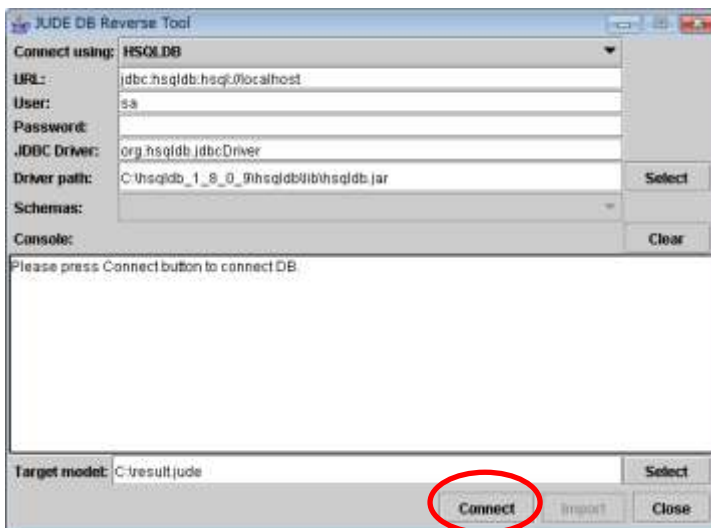 JUDE DB Reverse Tool
Connect using: HSQLDB
URL: jdbc:hsqldb:hsql://localhost
User: sa
Password:
JDBC Driver: org.hsqldb.jdbcDriver
Driver path: C:\hsqldb_1_8_0_9\hsqldb\lib\hsqldb.jar Select
Schemas:
Console: Clear
Please press Connect button to connect DB.
Target model: C:\result.jude Select
Connect Import Close